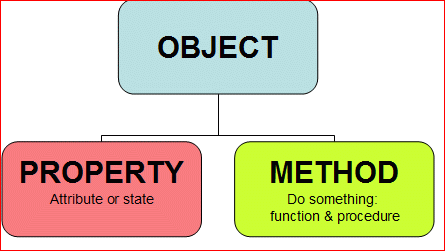 OBJECT
PROPERTY
Attribute or state
METHOD
Do something:
function & procedure